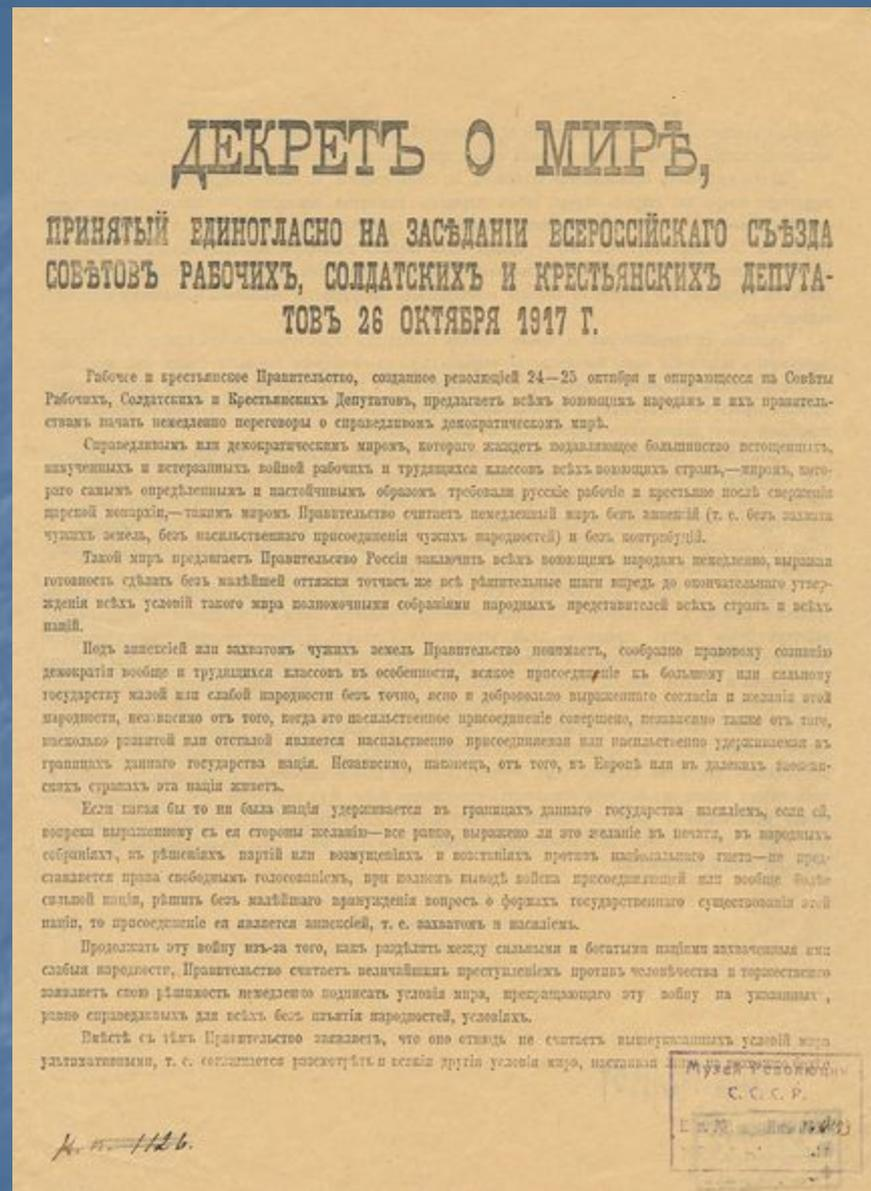 ДЕКРЕТЪ О МИРѢ,
ПРИНЯТЫЙ ЕДИНОГЛАСНО НА ЗАСѢДАНІИ ВСЕРОССІЙСКАГО СЪѢЗДА
СОВѢТОВЪ РАБОЧИХЪ, СОЛДАТСКИХЪ И КРЕСТЬЯНСКИХЪ ДЕПУТА-
ТОВЪ 26 ОКТЯБРЯ 1917 Г.
Рабочее и крестьянское Правительство, созданное революціей 24—25 октября и опирающееся на Совѣты
Рабочихъ, Солдатскихъ и Крестьянскихъ Депутатовъ, предлагаетъ всѣмъ воюющимъ народамъ и ихъ правитель-
ствамъ начать немедленно переговоры о справедливомъ демократическомъ мирѣ.
Справедливымъ или демократическимъ миромъ, котораго жаждетъ подавляющее большинство истощенныхъ,
измученныхъ и истерзанныхъ войной рабочихъ и трудящихся классовъ всѣхъ воюющихъ странъ,—миромъ, кото-
раго самымъ опредѣленнымъ и настойчивымъ образомъ требовали русскіе рабочіе и крестьяне послѣ сверженія
царской монархіи,—такимъ миромъ Правительство считаетъ немедленный миръ безъ аннексій (т. е. безъ захвата
чужихъ земель, безъ насильственнаго присоединенія чужихъ народностей) и безъ контрибуцій.
Такой миръ предлагаетъ Правительство Россіи заключить всѣмъ воюющимъ народамъ немедленно, выражая
готовность сдѣлать безъ малѣйшей оттяжки тотчасъ же всѣ рѣшительные шаги впредь до окончательнаго утвер-
жденія всѣхъ условій такого мира полномочными собраніями народныхъ представителей всѣхъ странъ и всѣхъ
націй.
Подъ аннексіей или захватомъ чужихъ земель Правительство понимаетъ, сообразно правовому сознанію
демократіи вообще и трудящихся классовъ въ особенности, всякое присоединеніе къ большому или сильному
государству малой или слабой народности безъ точно, ясно и добровольно выраженнаго согласія и желанія этой
народности, независимо отъ того, когда это насильственное присоединеніе совершено, независимо также отъ того,
насколько развитой или отсталой является насильственно присоединяемая или насильственно удерживаемая въ
границахъ даннаго государства нація. Независимо, наконецъ, отъ того, въ Европѣ или въ далекихъ заокеан-
скихъ странахъ эта нація живетъ.
Если какая бы то ни была нація удерживается въ границахъ даннаго государства насиліемъ, если ей,
вопреки выраженному съ ея стороны желанію—все равно, выражено ли это желаніе въ печати, въ народныхъ
собраніяхъ, въ рѣшеніяхъ партій или возмущеніяхъ и возстаніяхъ противъ національнаго гнета—не пред-
ставляется права свободнымъ голосованіемъ, при полномъ выводѣ войска присоединяющей или вообще болѣе
сильной націи, рѣшить безъ малѣйшаго принужденія вопросъ о формахъ государственнаго существованія этой
націи, то присоединеніе ея является аннексіей, т. е. захватомъ и насиліемъ.
Продолжать эту войну изъ-за того, какъ раздѣлить между сильными и богатыми націями захваченныя ими
слабыя народности, Правительство считаетъ величайшимъ преступленіемъ противъ человѣчества и торжественно
заявляетъ свою рѣшимость немедленно подписать условія мира, прекращающаго эту войну на указанныхъ,
равно справедливыхъ для всѣхъ безъ изъятія народностей, условіяхъ.
Вмѣстѣ съ тѣмъ Правительство заявляетъ, что оно отнюдь не считаетъ вышеуказанныхъ условій мира
ультимативными, т. е. соглашается разсмотрѣть и всякія другія условія мира, настаивая
Музей Революции
С. С. С. Р.
1126.